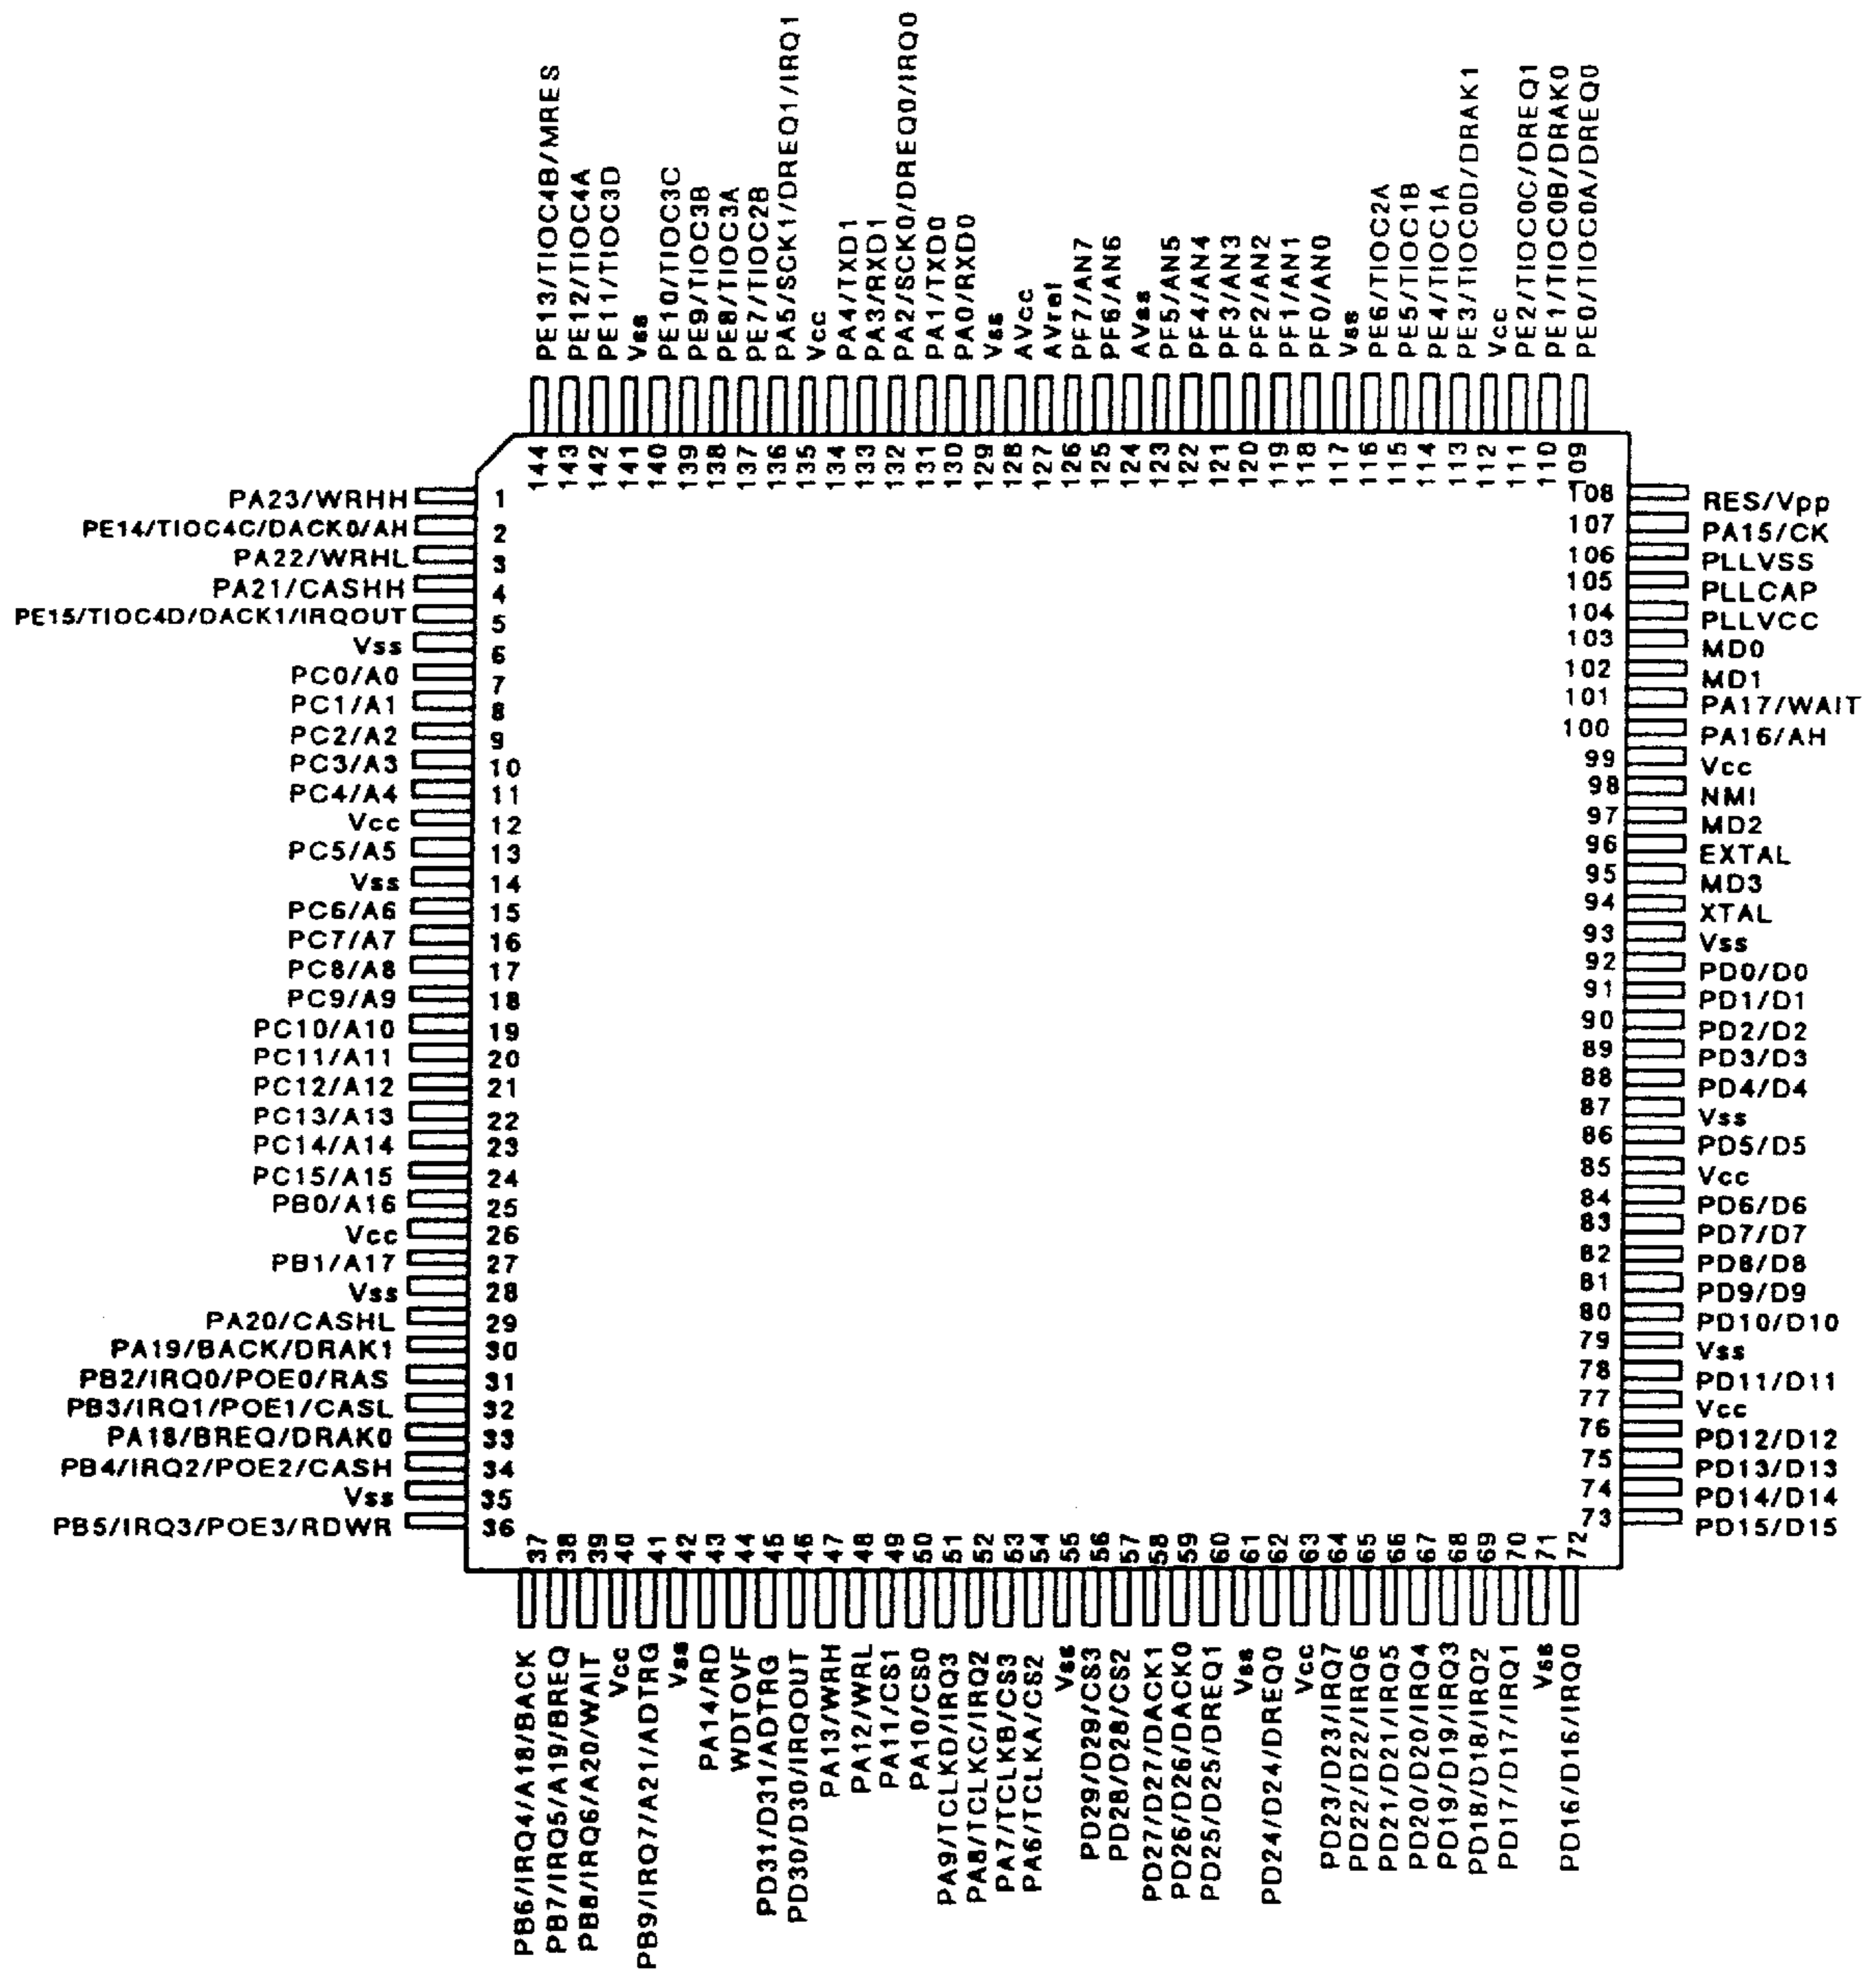 PE13/TIOC4B/MRES
PE12/TIOC4A
PE11/TIOC3D
Vss
PE10/TIOC3C
PE9/TIOC3B
PE8/TIOC3A
PE7/TIOC2B
PA5/SCK1/DREQ1/IRQ1
Vcc
PA4/TXD1
PA3/RXD1
PA2/SCK0/DREQ0/IRQ0
PA1/TXD0
PA0/RXD0
Vss
AVcc
AVref
PF7/AN7
PF6/AN6
AVss
PF5/AN5
PF4/AN4
PF3/AN3
PF2/AN2
PF1/AN1
PF0/AN0
Vss
PE6/TIOC2A
PE5/TIOC1B
PE4/TIOC1A
PE3/TIOC0D/DRAK1
Vcc
PE2/TIOC0C/DREQ1
PE1/TIOC0B/DRAK0
PE0/TIOC0A/DREQ0
144
143
142
141
140
139
138
137
136
135
134
133
132
131
130
129
128
127
126
125
124
123
122
121
120
119
118
117
116
115
114
113
112
111
110
109
PA23/WRHH 1
PE14/TIOC4C/DACK0/AH 2
PA22/WRHL 3
PA21/CASHH 4
PE15/TIOC4D/DACK1/IRQOUT 5
Vss 6
PC0/A0 7
PC1/A1 8
PC2/A2 9
PC3/A3 10
PC4/A4 11
Vcc 12
PC5/A5 13
Vss 14
PC6/A6 15
PC7/A7 16
PC8/A8 17
PC9/A9 18
PC10/A10 19
PC11/A11 20
PC12/A12 21
PC13/A13 22
PC14/A14 23
PC15/A15 24
PB0/A16 25
Vcc 26
PB1/A17 27
Vss 28
PA20/CASHL 29
PA19/BACK/DRAK1 30
PB2/IRQ0/POE0/RAS 31
PB3/IRQ1/POE1/CASL 32
PA18/BREQ/DRAK0 33
PB4/IRQ2/POE2/CASH 34
Vss 35
PB5/IRQ3/POE3/RDWR 36
108 RES/Vpp
107 PA15/CK
106 PLLVSS
105 PLLCAP
104 PLLVCC
103 MD0
102 MD1
101 PA17/WAIT
100 PA16/AH
99 Vcc
98 NMI
97 MD2
96 EXTAL
95 MD3
94 XTAL
93 Vss
92 PD0/D0
91 PD1/D1
90 PD2/D2
89 PD3/D3
88 PD4/D4
87 Vss
86 PD5/D5
85 Vcc
84 PD6/D6
83 PD7/D7
82 PD8/D8
81 PD9/D9
80 PD10/D10
79 Vss
78 PD11/D11
77 Vcc
76 PD12/D12
75 PD13/D13
74 PD14/D14
73 PD15/D15
37
38
39
40
41
42
43
44
45
46
47
48
49
50
51
52
53
54
55
56
57
58
59
60
61
62
63
64
65
66
67
68
69
70
71
72
PB6/IRQ4/A18/BACK
PB7/IRQ5/A19/BREQ
PB8/IRQ6/A20/WAIT
Vcc
PB9/IRQ7/A21/ADTRG
Vss
PA14/RD
WDTOVF
PD31/D31/ADTRG
PD30/D30/IRQOUT
PA13/WRH
PA12/WRL
PA11/CS1
PA10/CS0
PA9/TCLKD/IRQ3
PA8/TCLKC/IRQ2
PA7/TCLKB/CS3
PA6/TCLKA/CS2
Vss
PD29/D29/CS3
PD28/D28/CS2
PD27/D27/DACK1
PD26/D26/DACK0
PD25/D25/DREQ1
Vss
PD24/D24/DREQ0
Vcc
PD23/D23/IRQ7
PD22/D22/IRQ6
PD21/D21/IRQ5
PD20/D20/IRQ4
PD19/D19/IRQ3
PD18/D18/IRQ2
PD17/D17/IRQ1
Vss
PD16/D16/IRQ0